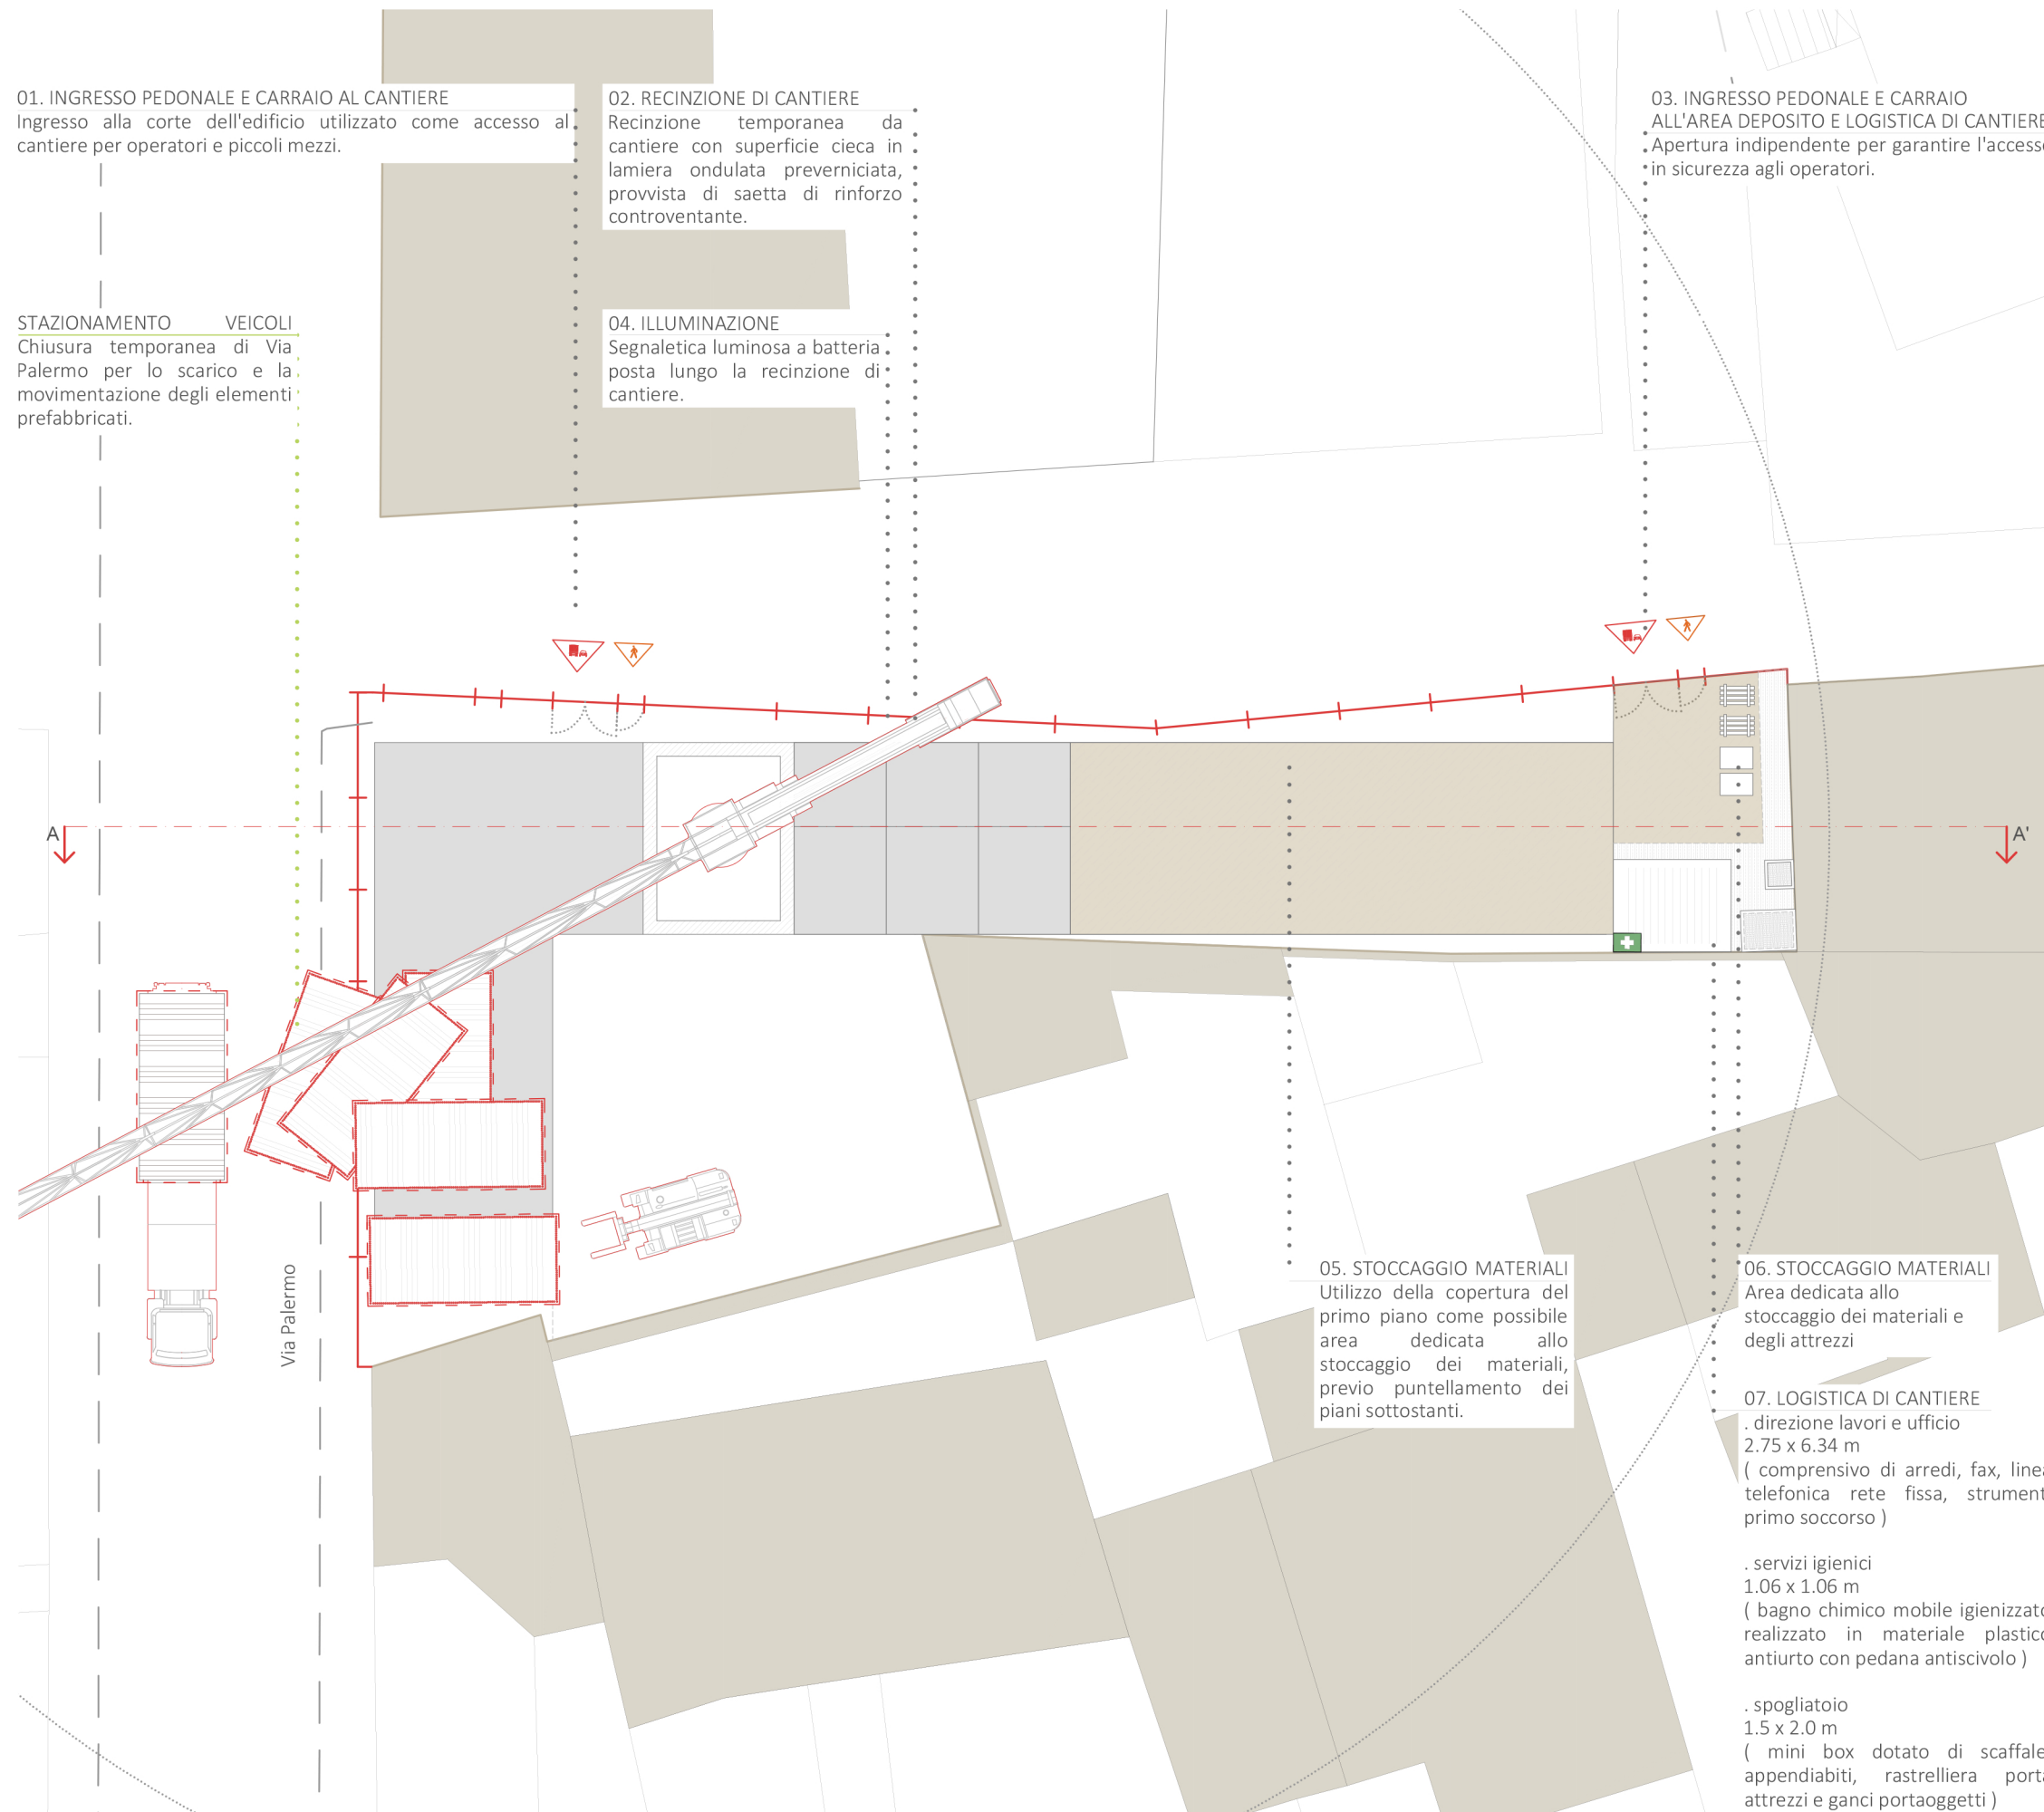 01. INGRESSO PEDONALE E CARRAIO AL CANTIERE
Ingresso alla corte dell'edificio utilizzato come accesso al
cantiere per operatori e piccoli mezzi.
02. RECINZIONE DI CANTIERE
Recinzione temporanea da
cantiere con superficie cieca in
lamiera ondulata preverniciata,
provvista di saetta di rinforzo
controventante.
03. INGRESSO PEDONALE E CARRAIO
ALL'AREA DEPOSITO E LOGISTICA DI CANTIERE
Apertura indipendente per garantire l'accesso
in sicurezza agli operatori.
STAZIONAMENTO VEICOLI
Chiusura temporanea di Via
Palermo per lo scarico e la
movimentazione degli elementi
prefabbricati.
04. ILLUMINAZIONE
Segnaletica luminosa a batteria
posta lungo la recinzione di
cantiere.
A
A'
Via Palermo
05. STOCCAGGIO MATERIALI
Utilizzo della copertura del
primo piano come possibile
area dedicata allo
stoccaggio dei materiali,
previo puntellamento dei
piani sottostanti.
06. STOCCAGGIO MATERIALI
Area dedicata allo
stoccaggio dei materiali e
degli attrezzi
07. LOGISTICA DI CANTIERE
. direzione lavori e ufficio
2.75 x 6.34 m
( comprensivo di arredi, fax, linea
telefonica rete fissa, strument
primo soccorso )
. servizi igienici
1.06 x 1.06 m
( bagno chimico mobile igienizzato
realizzato in materiale plastico
antiurto con pedana antiscivolo )
. spogliatoio
1.5 x 2.0 m
( mini box dotato di scaffale
appendiabiti, rastrelliera porta
attrezzi e ganci portaoggetti )